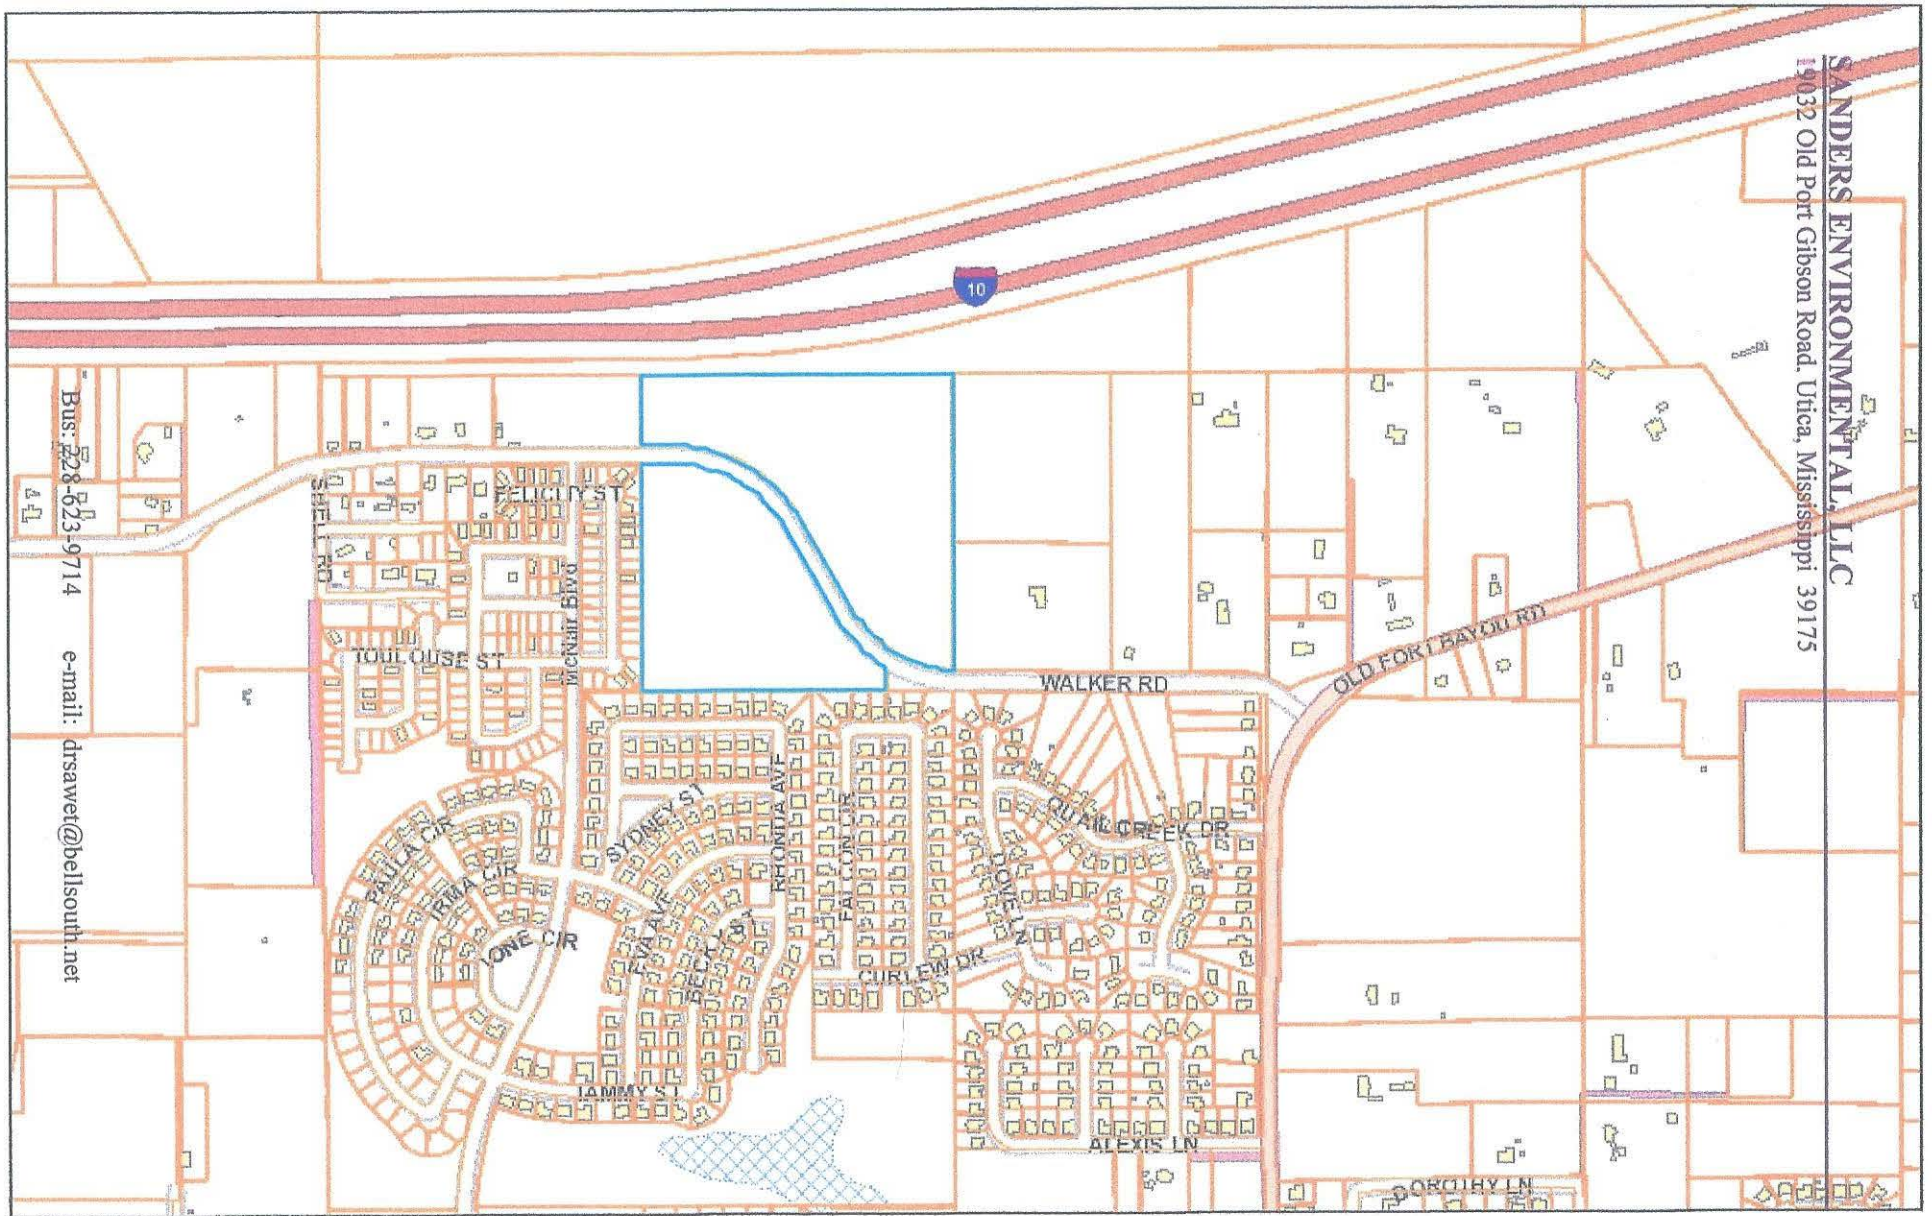 SANDERS ENVIRONMENTAL, LLC
19032 Old Port Gibson Road, Utica, Mississippi 39175
10
FELICITY ST
SHELL RD
McNair Blvd
TOULOUSE ST
WALKER RD
OLD FORT BAYOU RD
SYDNEY ST
RHONDA AVE
FALCON CIR
QUAIL CREEK DR
DOVE LN
CURLEW DR
PAULA CIR
IRMA CIR
IONE CIR
EVA AVE
TAMMY ST
ALEXIS LN
DOROTHY LN
Bus: 228-623-9714 e-mail: drsawet@bellsouth.net